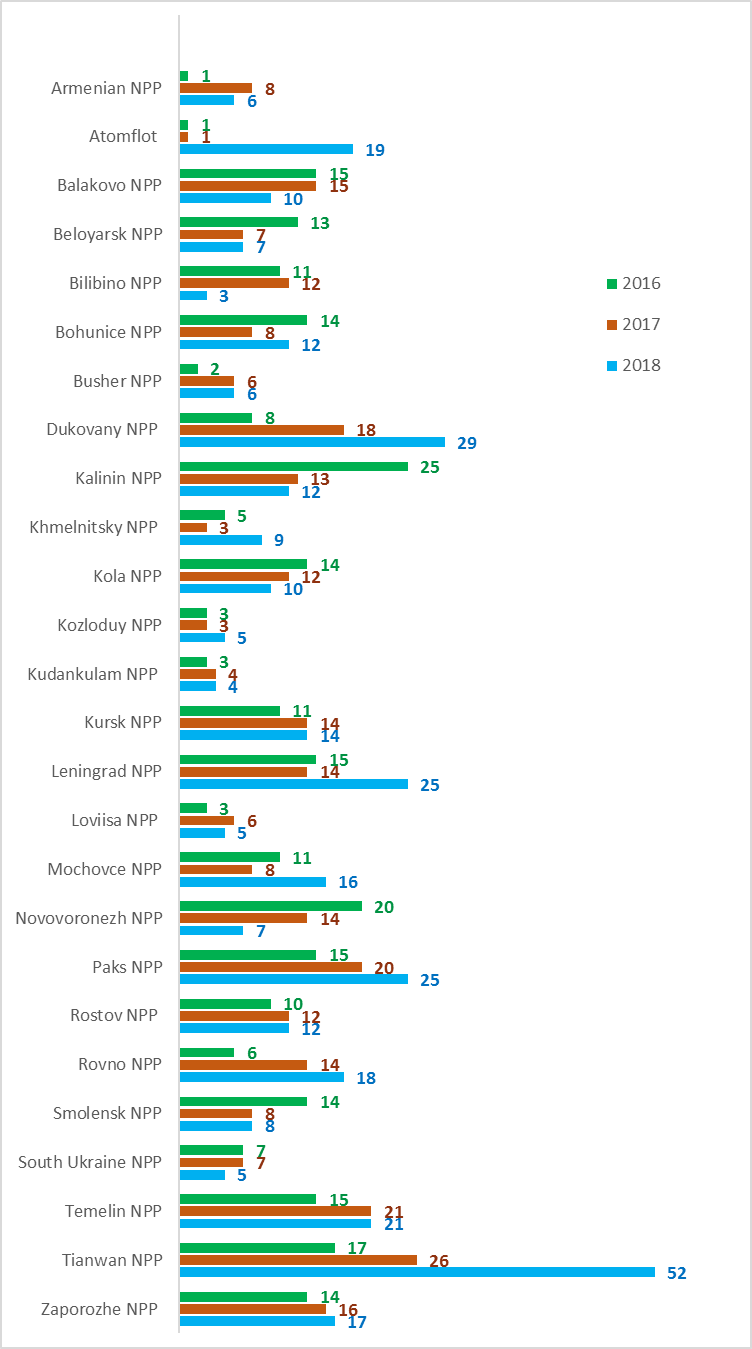 1
Armenian NPP 8
6
1
Atomflot 1
19
15
Balakovo NPP 15
10
13
Beloyarsk NPP 7
7
11
Bilibino NPP 12
2016
3
14
Bohunice NPP 8
2017
12
2
2018
Busher NPP 6
6
8
Dukovany NPP 18
29
25
Kalinin NPP 13
12
5
Khmelnitsky NPP 3
9
14
Kola NPP 12
10
3
Kozloduy NPP 3
5
3
Kudankulam NPP 4
4
11
Kursk NPP 14
14
15
Leningrad NPP 14
25
3
Loviisa NPP 6
5
11
Mochovce NPP 8
16
20
Novovoronezh NPP 14
7
15
Paks NPP 20
25
10
Rostov NPP 12
12
6
Rovno NPP 14
18
14
Smolensk NPP 8
8
7
South Ukraine NPP 7
5
15
Temelin NPP 21
21
17
Tianwan NPP 26
52
14
Zaporozhe NPP 16
17